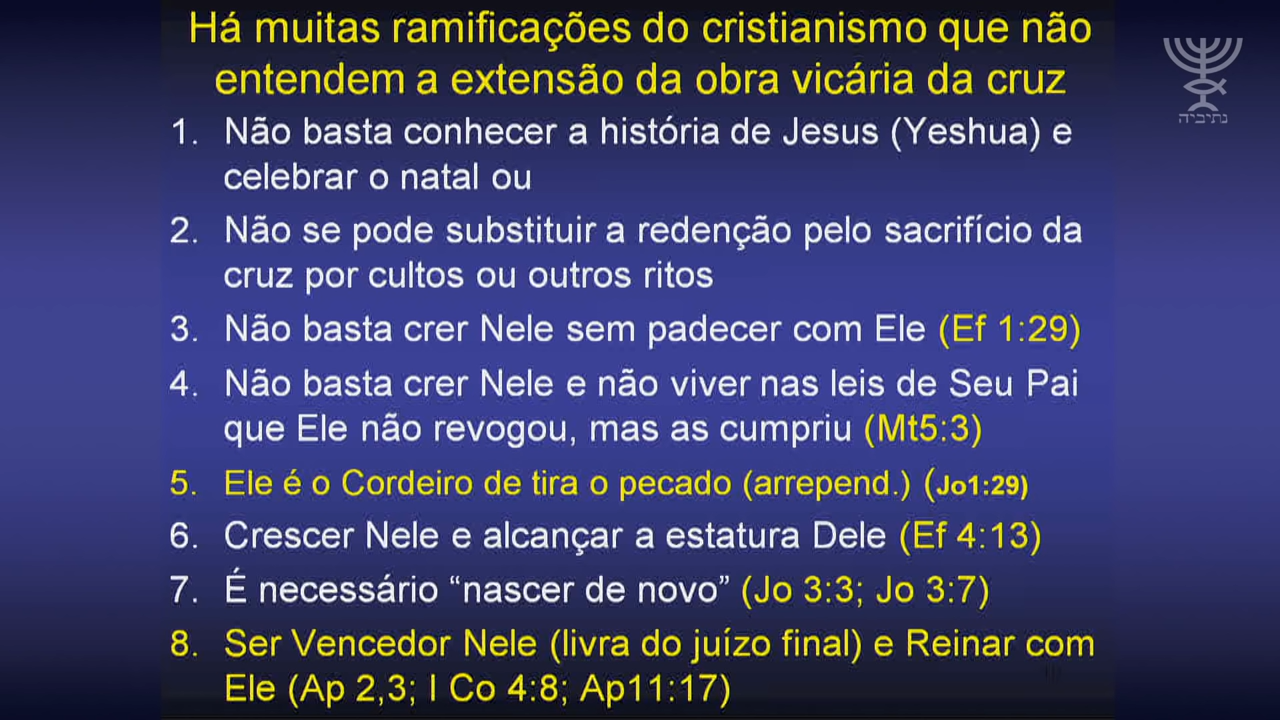 Há muitas ramificações do cristianismo que não
entendem a extensão da obra vicária da cruz
1. Não basta conhecer a história de Jesus (Yeshua) e
celebrar o natal ou
2. Não se pode substituir a redenção pelo sacrifício da
cruz por cultos ou outros ritos
3. Não basta crer Nele sem padecer com Ele (Ef 1:29)
4. Não basta crer Nele e não viver nas leis de Seu Pai
que Ele não revogou, mas as cumpriu (Mt5:3)
5. Ele é o Cordeiro de tira o pecado (arrepend.) (Jo1:29)
6. Crescer Nele e alcançar a estatura Dele (Ef 4:13)
7. É necessário “nascer de novo” (Jo 3:3; Jo 3:7)
8. Ser Vencedor Nele (livra do juízo final) e Reinar com
Ele (Ap 2,3; I Co 4:8; Ap11:17)
נתיביה